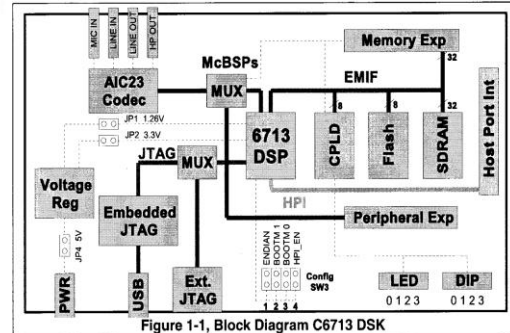 MIC IN
LINE IN
LINE OUT
HP OUT
AIC23
Codec
McBSPs
MUX
Memory Exp
32
EMIF
JP1 1.26V
JP2 3.3V
6713
DSP
8
CPLD
8
Flash
32
SDRAM
Host Port Int
JTAG
MUX
Voltage
Reg
Embedded
JTAG
HPI
Peripheral Exp
JP4 5V
ENDIAN
BOOTM 1
BOOTM 0
HPI_EN
Config
SW3
1 2 3 4
PWR
USB
Ext.
JTAG
LED
DIP
0 1 2 3
0 1 2 3
Figure 1-1, Block Diagram C6713 DSK